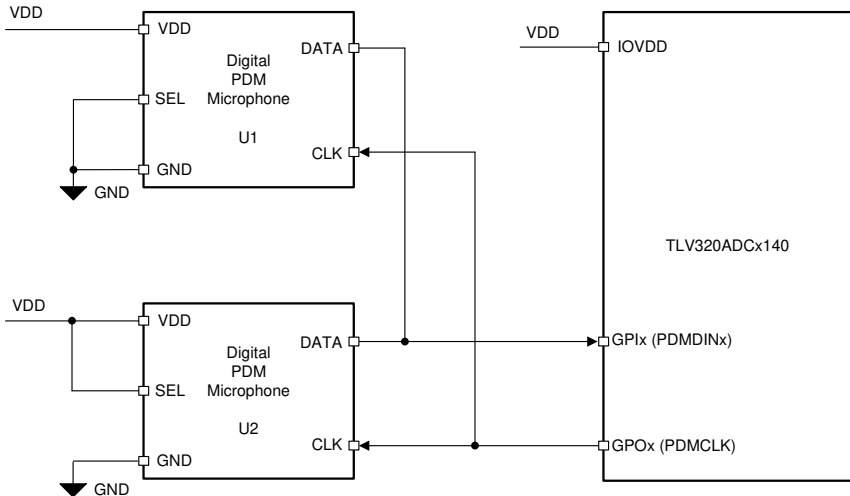 VDD
VDD
SEL
GND
GND
Digital
PDM
Microphone
U1
DATA
CLK
VDD
IOVDD
TLV320ADCx140
GPIx (PDMDINx)
GPOx (PDMCLK)
VDD
VDD
SEL
GND
GND
Digital
PDM
Microphone
U2
DATA
CLK